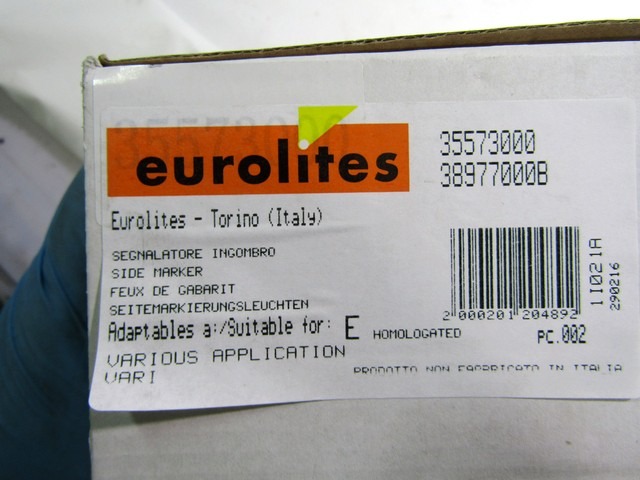 eurolites
35573000
38977000B
Eurolites - Torino (Italy)
SEGNALATORE INGOMBRO
SIDE MARKER
FEUX DE GABARIT
SEITEMARKIERUNGSLEUCHTEN
Adaptables a:/Suitable for: E HOMOLOGATED
VARIOUS APPLICATION
VARI
2 000201 204892
PC.002
1I021A
290216
PRODOTTO NON FABBRICATO IN ITALIA